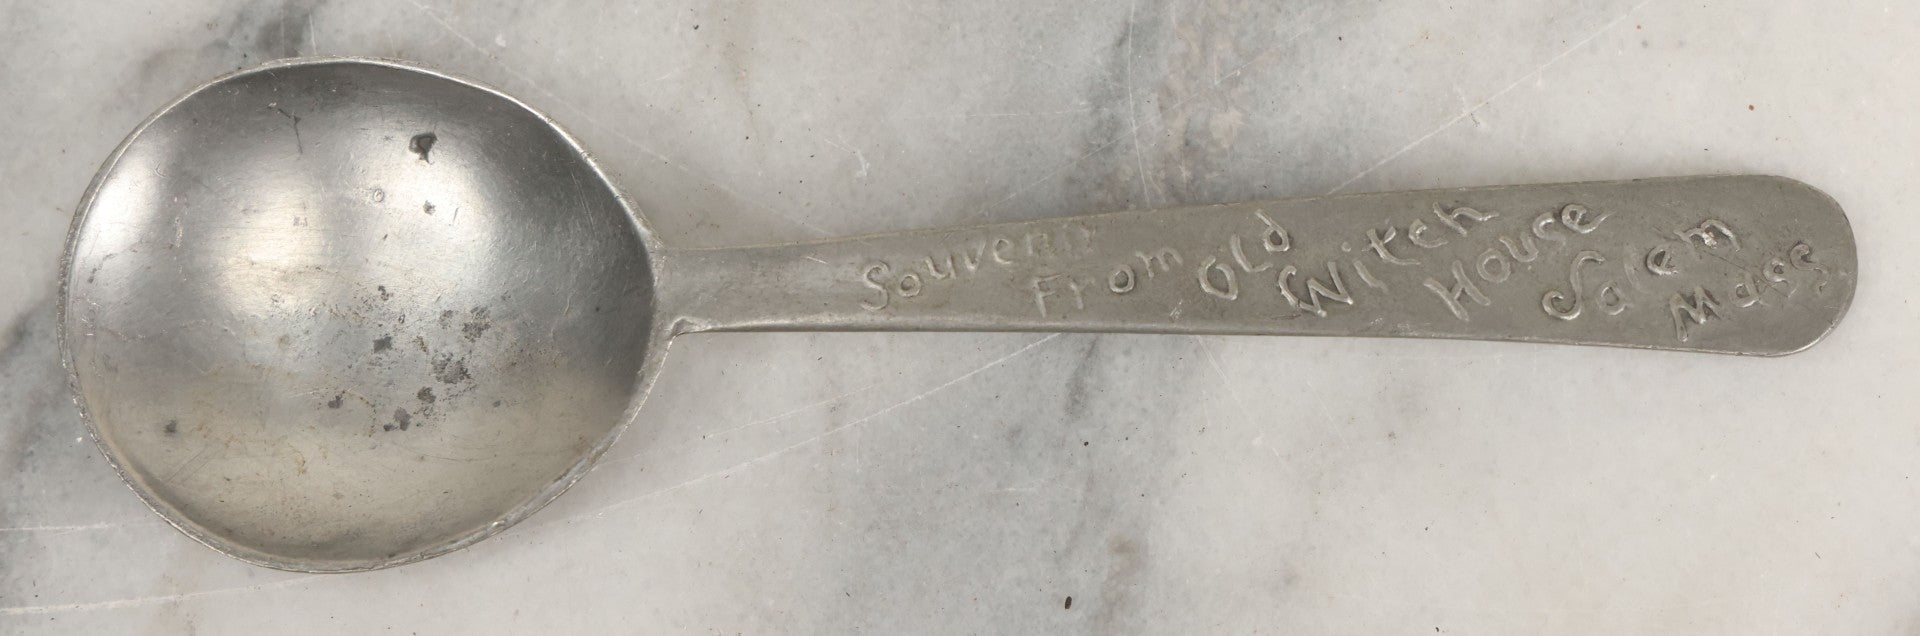 Souvenir
From
Old
Witch
House
Salem
Mass